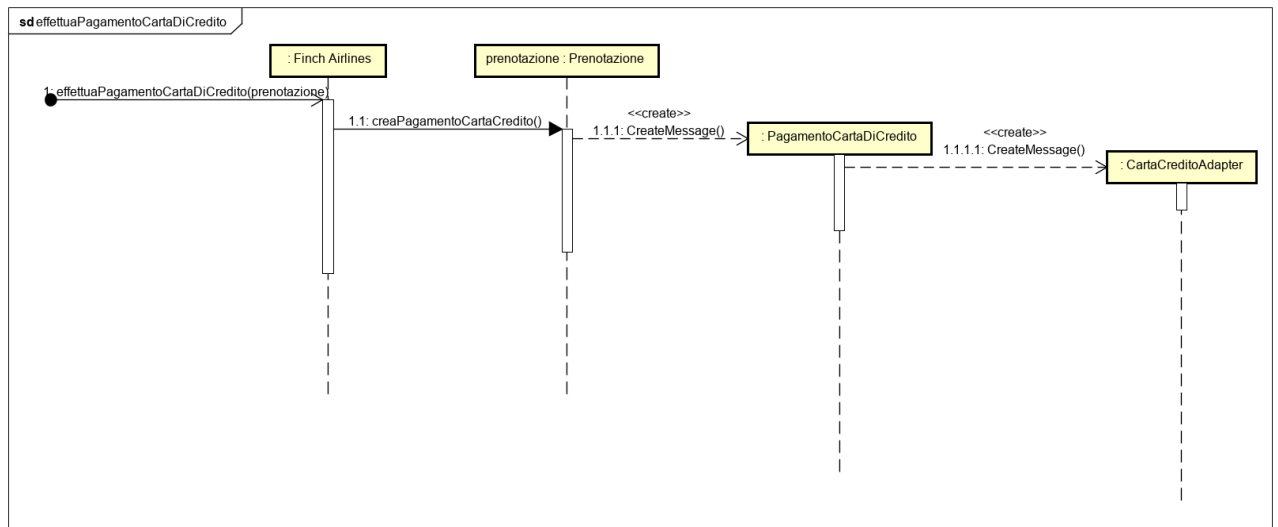 sd effettuaPagamentoCartaDiCredito
: Finch Airlines
prenotazione : Prenotazione
1: effettuaPagamentoCartaDiCredito(prenotazione)
1.1: creaPagamentoCartaCredito()
<<create>>
1.1.1: CreateMessage()
: PagamentoCartaDiCredito
<<create>>
1.1.1.1: CreateMessage()
: CartaCreditoAdapter